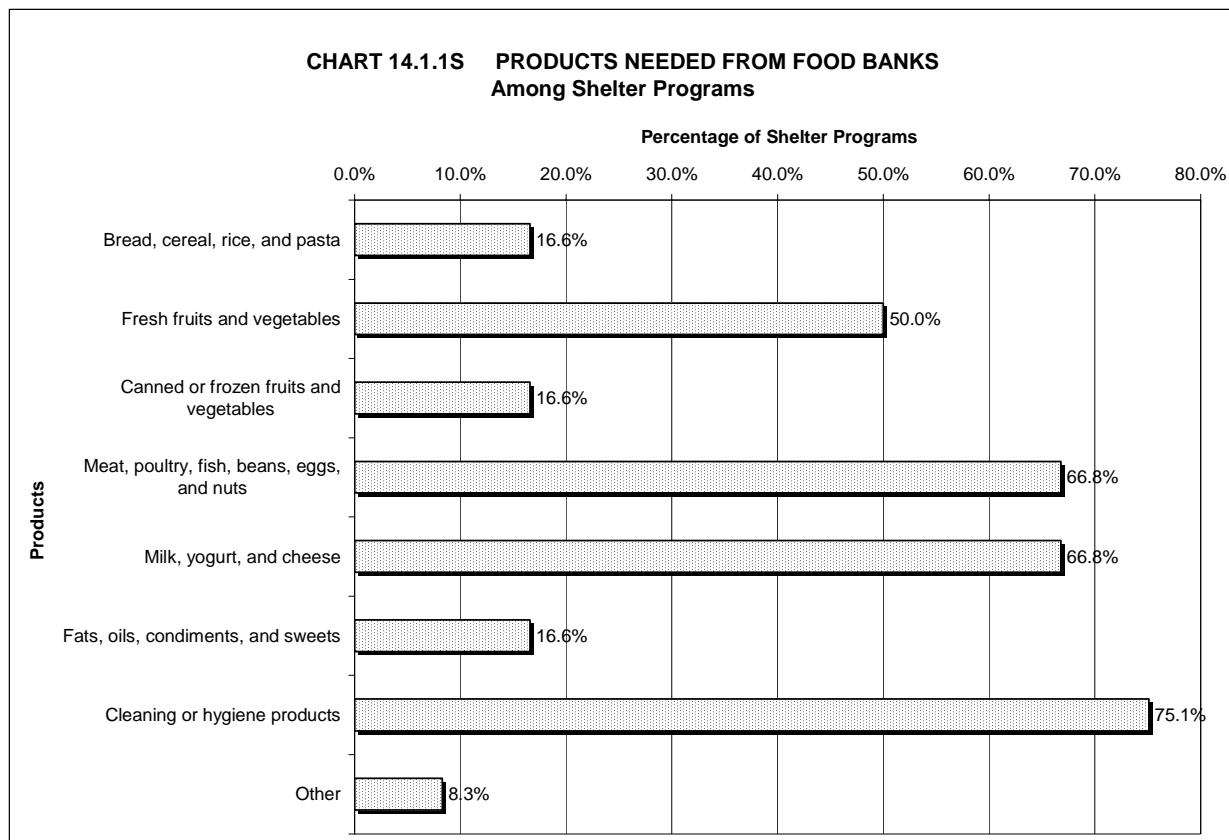 CHART 14.1.1S PRODUCTS NEEDED FROM FOOD BANKS
Among Shelter Programs
Percentage of Shelter Programs
0.0% 10.0% 20.0% 30.0% 40.0% 50.0% 60.0% 70.0% 80.0%
Products
Bread, cereal, rice, and pasta 16.6%
Fresh fruits and vegetables 50.0%
Canned or frozen fruits and
vegetables 16.6%
Meat, poultry, fish, beans, eggs,
and nuts 66.8%
Milk, yogurt, and cheese 66.8%
Fats, oils, condiments, and sweets 16.6%
Cleaning or hygiene products 75.1%
Other 8.3%